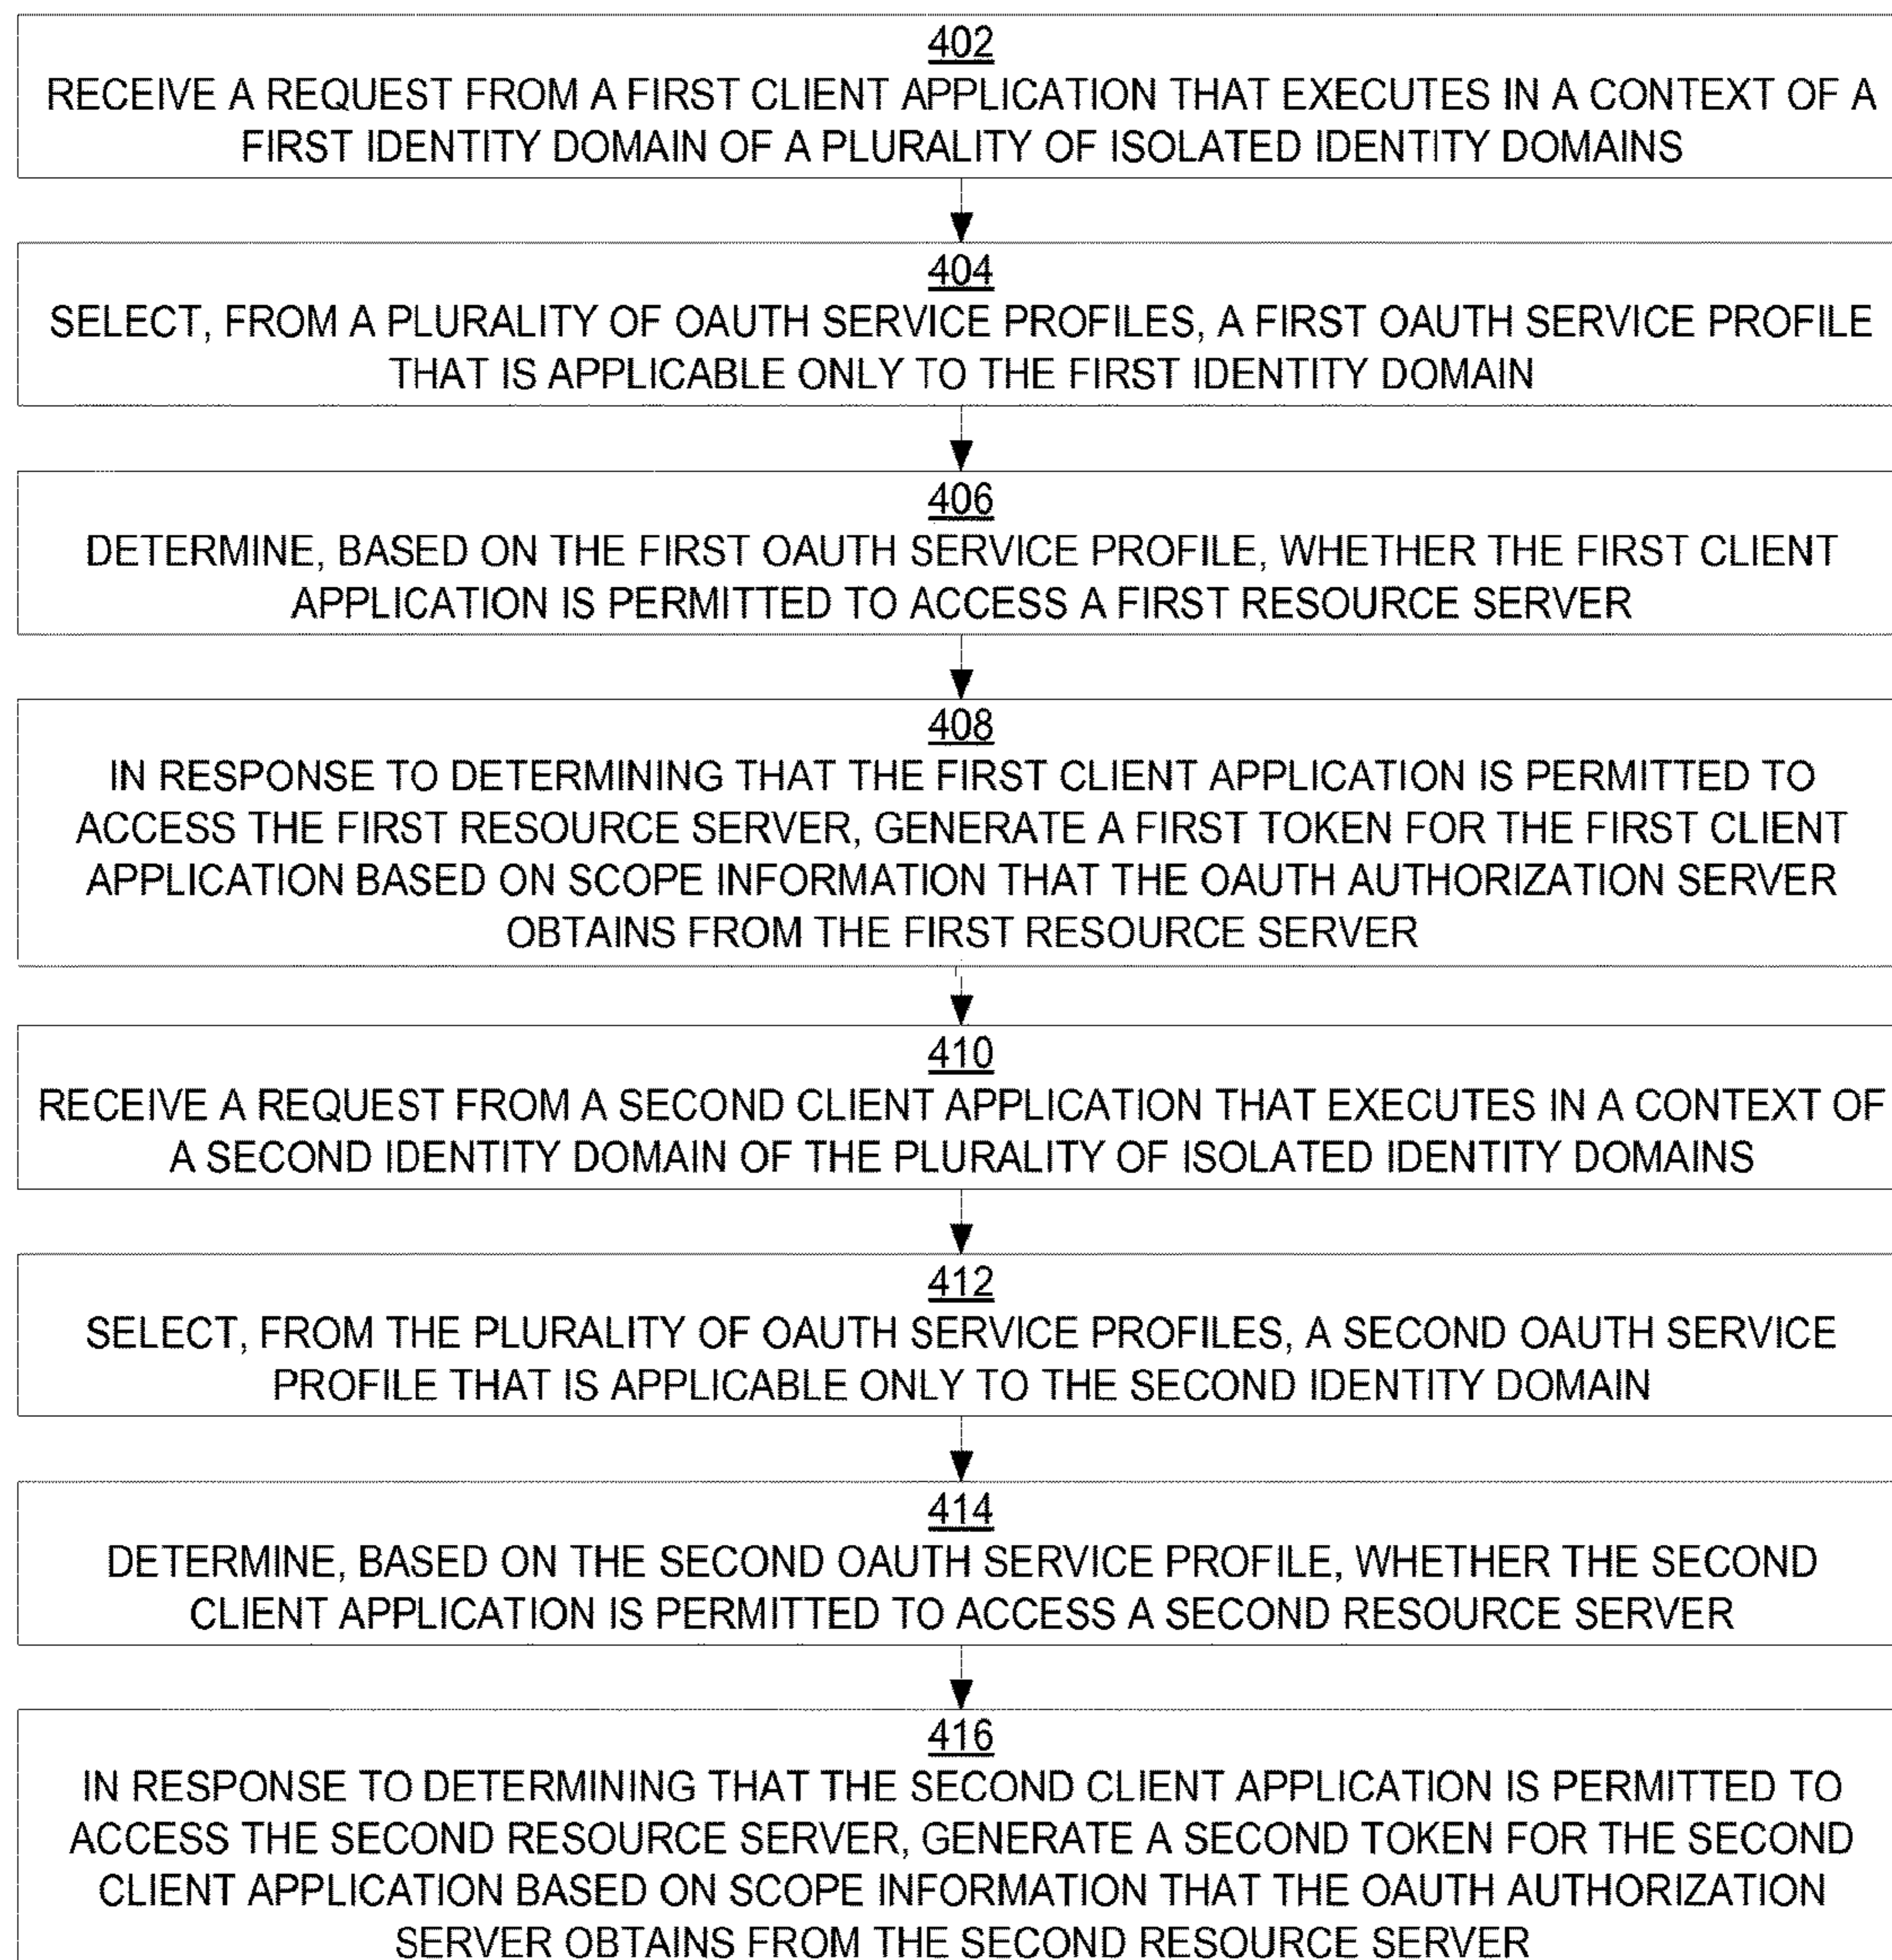 402
RECEIVE A REQUEST FROM A FIRST CLIENT APPLICATION THAT EXECUTES IN A CONTEXT OF A
FIRST IDENTITY DOMAIN OF A PLURALITY OF ISOLATED IDENTITY DOMAINS
404
SELECT, FROM A PLURALITY OF OAUTH SERVICE PROFILES, A FIRST OAUTH SERVICE PROFILE
THAT IS APPLICABLE ONLY TO THE FIRST IDENTITY DOMAIN
406
DETERMINE, BASED ON THE FIRST OAUTH SERVICE PROFILE, WHETHER THE FIRST CLIENT
APPLICATION IS PERMITTED TO ACCESS A FIRST RESOURCE SERVER
408
IN RESPONSE TO DETERMINING THAT THE FIRST CLIENT APPLICATION IS PERMITTED TO
ACCESS THE FIRST RESOURCE SERVER, GENERATE A FIRST TOKEN FOR THE FIRST CLIENT
APPLICATION BASED ON SCOPE INFORMATION THAT THE OAUTH AUTHORIZATION SERVER
OBTAINS FROM THE FIRST RESOURCE SERVER
410
RECEIVE A REQUEST FROM A SECOND CLIENT APPLICATION THAT EXECUTES IN A CONTEXT OF
A SECOND IDENTITY DOMAIN OF THE PLURALITY OF ISOLATED IDENTITY DOMAINS
412
SELECT, FROM THE PLURALITY OF OAUTH SERVICE PROFILES, A SECOND OAUTH SERVICE
PROFILE THAT IS APPLICABLE ONLY TO THE SECOND IDENTITY DOMAIN
414
DETERMINE, BASED ON THE SECOND OAUTH SERVICE PROFILE, WHETHER THE SECOND
CLIENT APPLICATION IS PERMITTED TO ACCESS A SECOND RESOURCE SERVER
416
IN RESPONSE TO DETERMINING THAT THE SECOND CLIENT APPLICATION IS PERMITTED TO
ACCESS THE SECOND RESOURCE SERVER, GENERATE A SECOND TOKEN FOR THE SECOND
CLIENT APPLICATION BASED ON SCOPE INFORMATION THAT THE OAUTH AUTHORIZATION
SERVER OBTAINS FROM THE SECOND RESOURCE SERVER